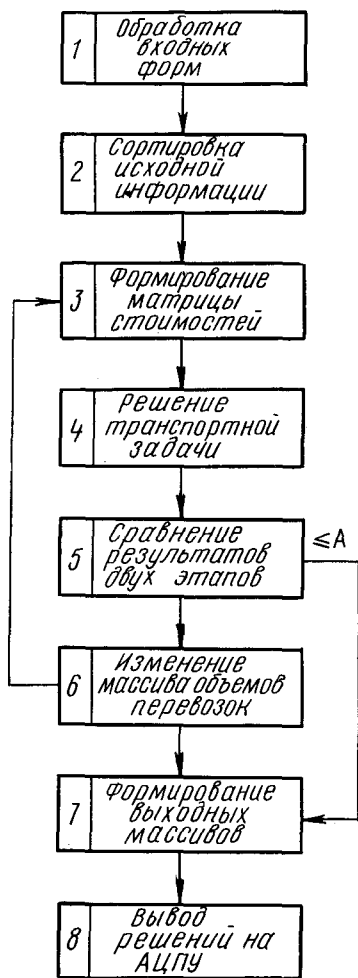 1
Обработка
входных
форм
2
Сортировка
исходной
информации
3
Формирование
матрицы
стоимостей
4
Решение
транспортной
задачи
5
Сравнение
результатов
двух этапов
≤А
6
Изменение
массива объемов
перевозок
7
Формирование
выходных
массивов
8
Вывод
решений на
АЦПУ